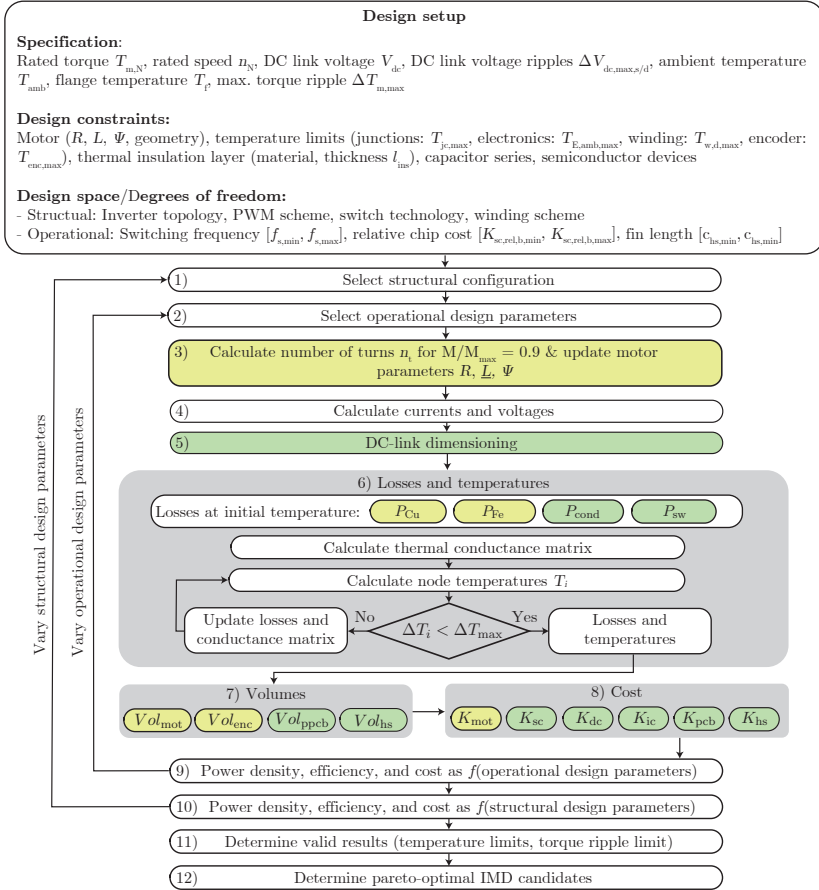 Design setup
Specification:
Rated torque T_m,N, rated speed n_N, DC link voltage V_dc, DC link voltage ripples ΔV_dc,max,s/d, ambient temperature
T_amb, flange temperature T_f, max. torque ripple ΔT_m,max
Design constraints:
Motor (R, L, Ψ, geometry), temperature limits (junctions: T_jc,max, electronics: T_E,amb,max, winding: T_w,d,max, encoder:
T_enc,max), thermal insulation layer (material, thickness l_ins), capacitor series, semiconductor devices
Design space/Degrees of freedom:
- Structual: Inverter topology, PWM scheme, switch technology, winding scheme
- Operational: Switching frequency [f_s,min, f_s,max], relative chip cost [K_sc,rel,b,min, K_sc,rel,b,max], fin length [c_hs,min, c_hs,min]
1) Select structural configuration
2) Select operational design parameters
3) Calculate number of turns n_t for M/M_max = 0.9 & update motor
parameters R, L, Ψ
4) Calculate currents and voltages
5) DC-link dimensioning
6) Losses and temperatures
Losses at initial temperature: P_Cu P_Fe P_cond P_sw
Calculate thermal conductance matrix
Calculate node temperatures T_i
No
Yes
Update losses and
conductance matrix
ΔT_i < ΔT_max
Losses and
temperatures
7) Volumes
Vol_mot Vol_enc Vol_ppcb Vol_hs
8) Cost
K_mot K_sc K_dc K_ic K_pcb K_hs
9) Power density, efficiency, and cost as f(operational design parameters)
10) Power density, efficiency, and cost as f(structural design parameters)
11) Determine valid results (temperature limits, torque ripple limit)
12) Determine pareto-optimal IMD candidates
Vary structural design parameters
Vary operational design parameters